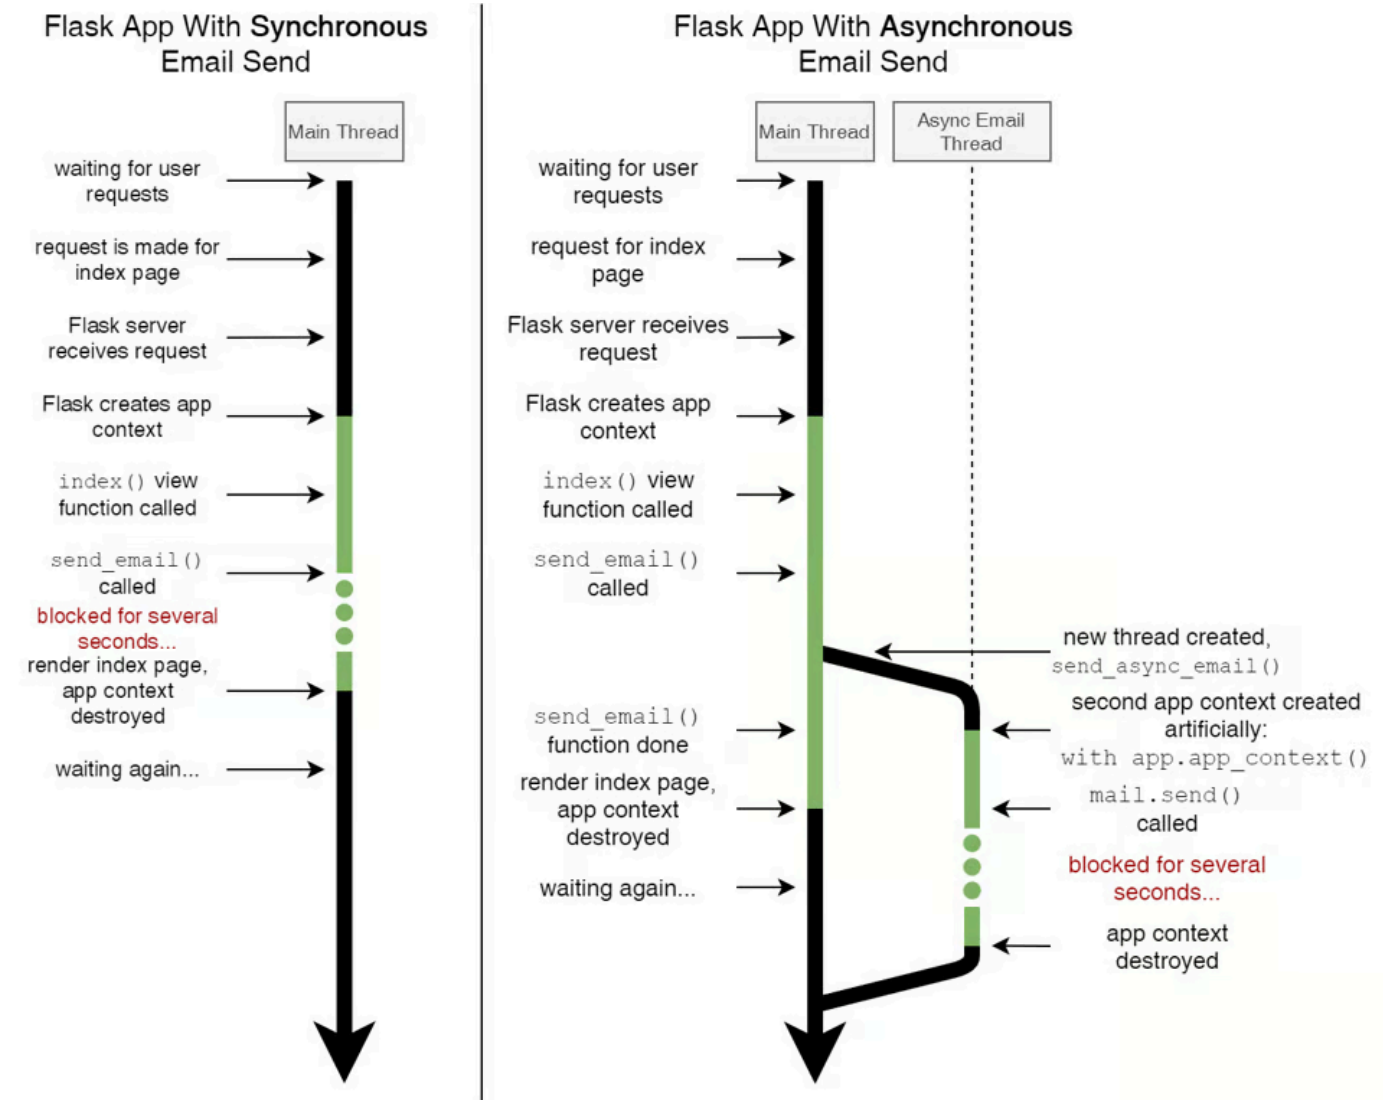 Flask App With Synchronous
Email Send
Main Thread
waiting for user
requests
request is made for
index page
Flask server
receives request
Flask creates app
context
index() view
function called
send_email()
called
blocked for several
seconds...
render index page,
app context
destroyed
waiting again...
Flask App With Asynchronous
Email Send
Main Thread
Async Email
Thread
waiting for user
requests
request for index
page
Flask server receives
request
Flask creates app
context
index() view
function called
send_email()
called
send_email()
function done
render index page,
app context
destroyed
waiting again...
new thread created,
send_async_email()
second app context created
artificially:
with app.app_context()
mail.send()
called
blocked for several
seconds...
app context
destroyed